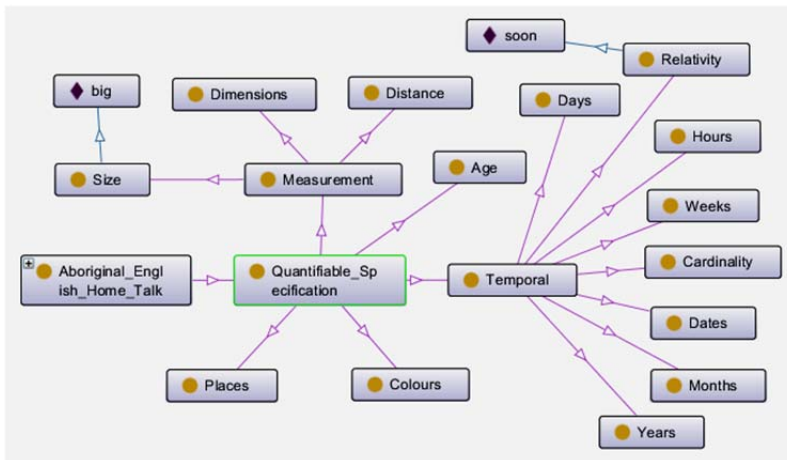 soon
Relativity
big
Dimensions
Distance
Days
Hours
Size
Measurement
Age
Weeks
Aboriginal_Engl
ish_Home_Talk
Quantifiable_Sp
ecification
Temporal
Cardinality
Dates
Places
Colours
Months
Years